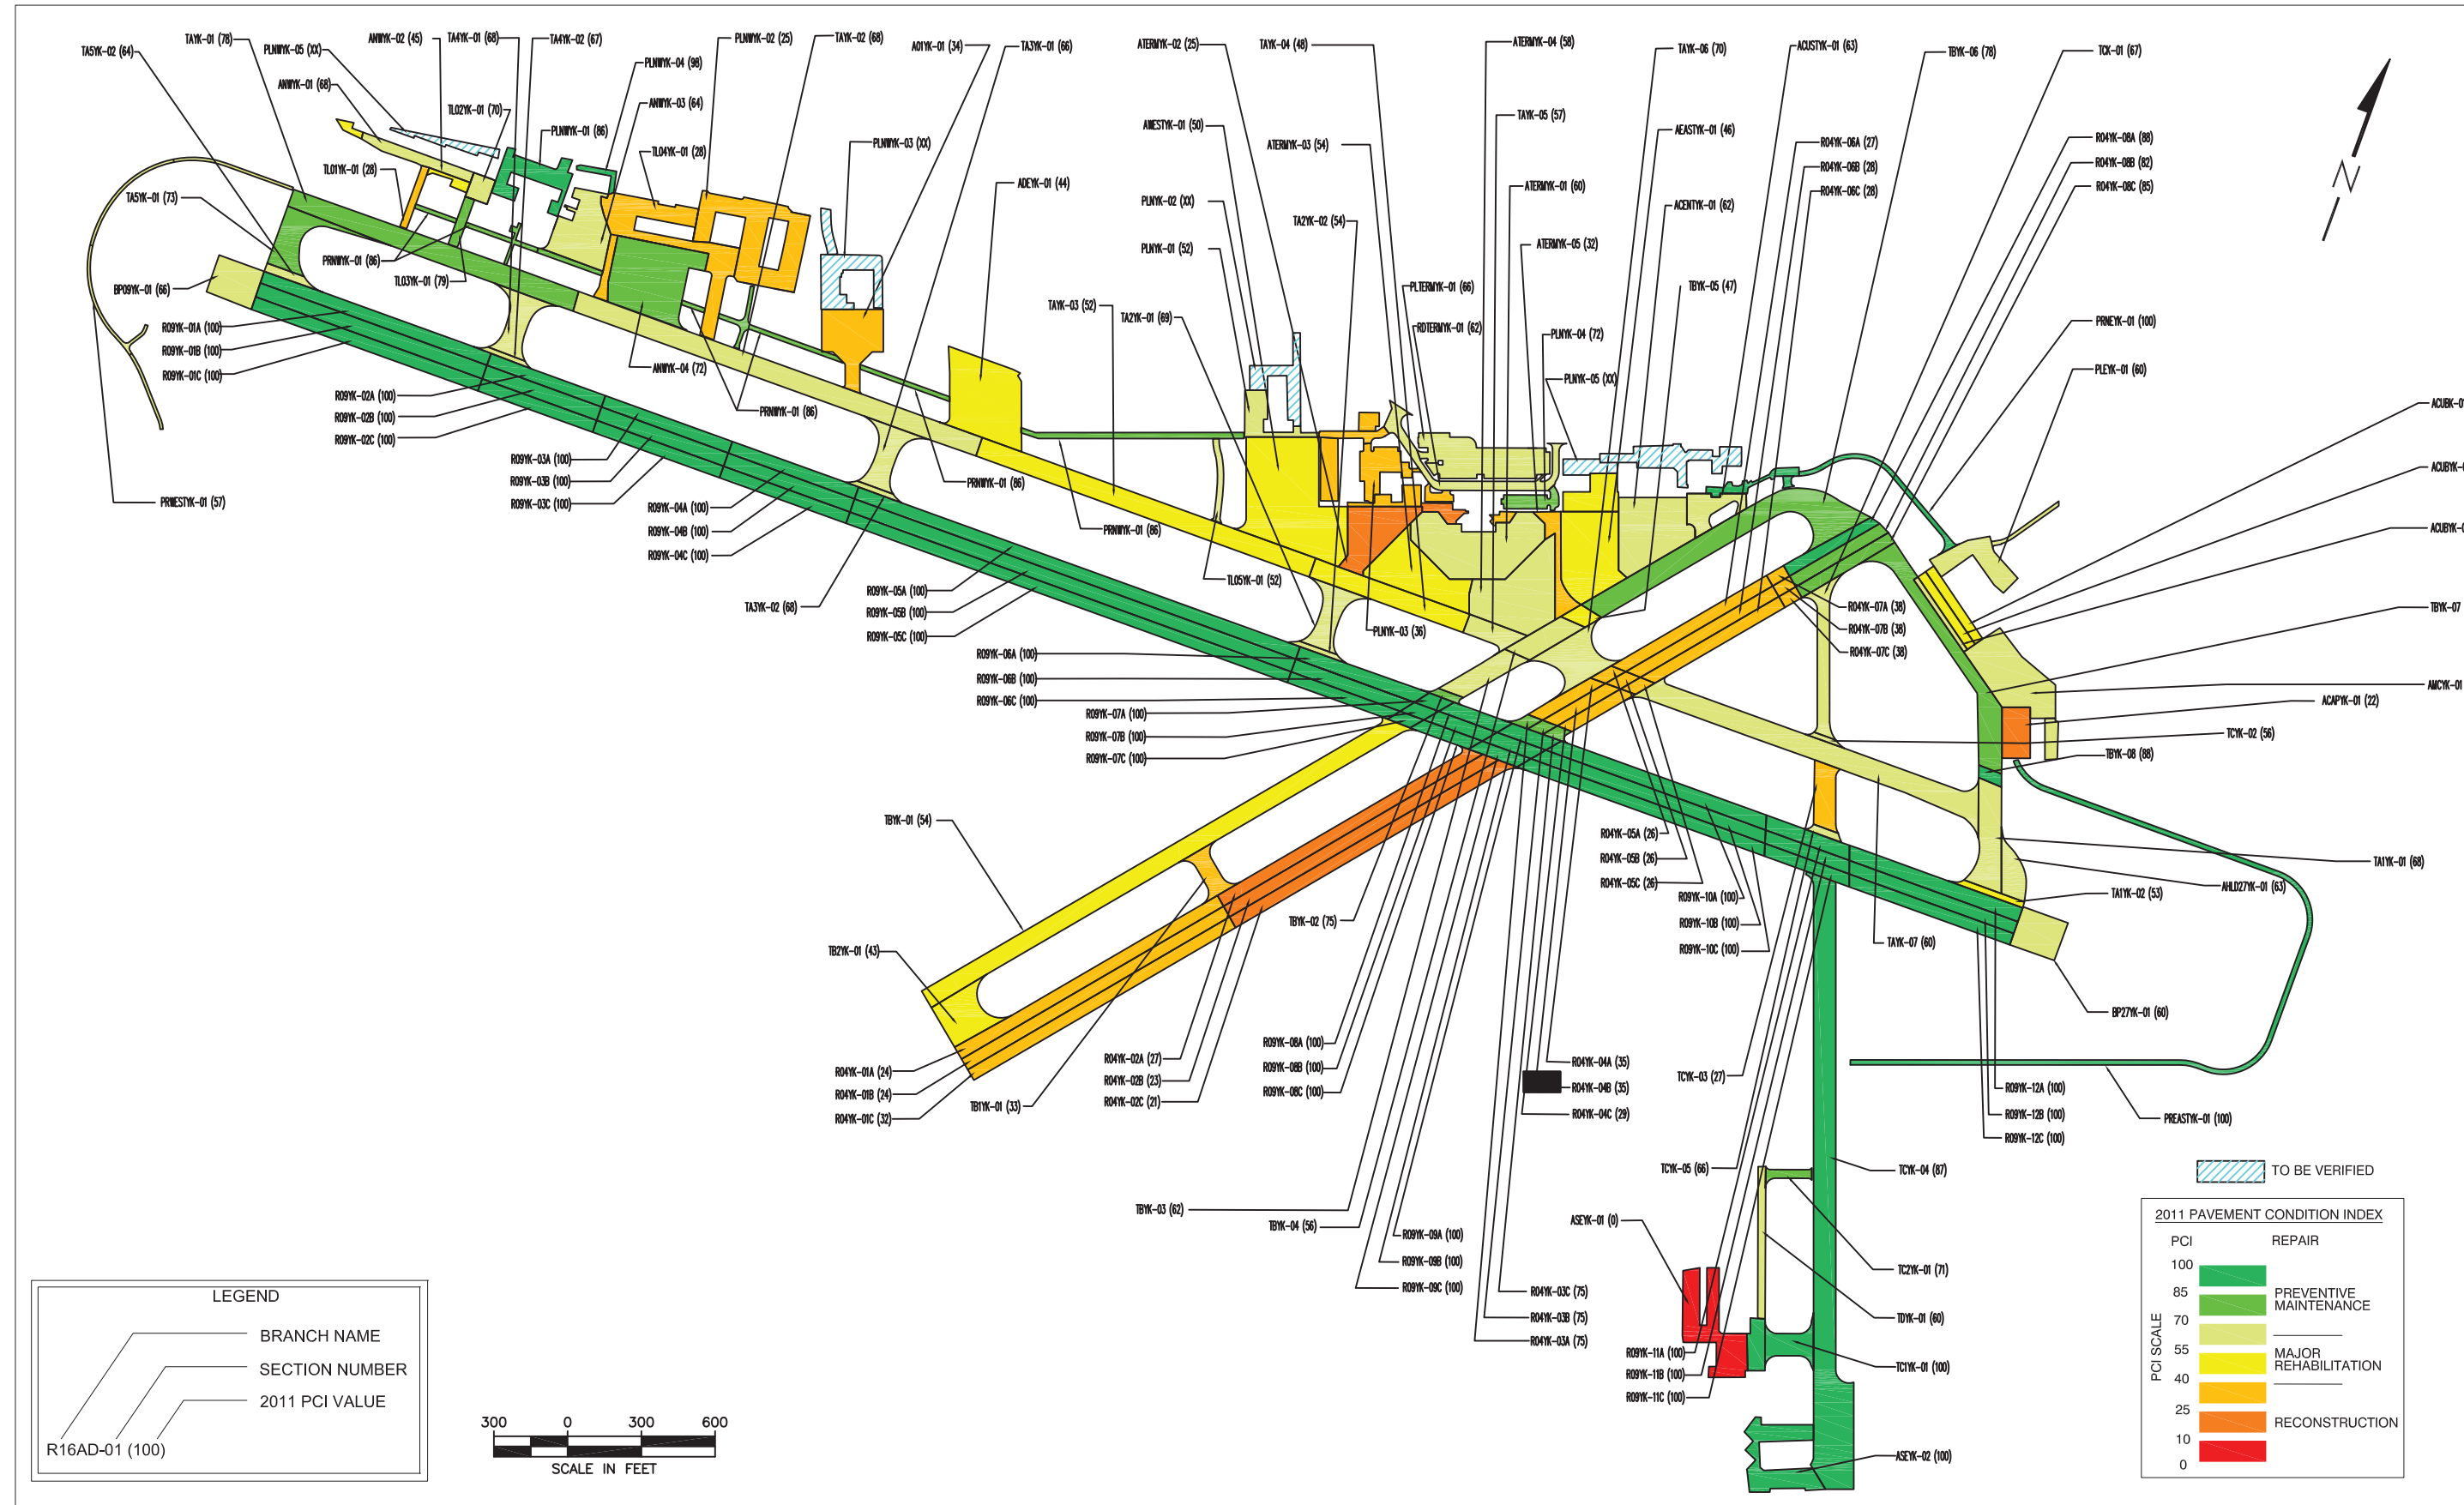 TA5YK-02 (64)
TAYK-01 (78)
PLNWYK-05 (XX)
ANWYK-02 (45)
TA4YK-01 (68)
TA4YK-02 (67)
PLNWYK-02 (25)
TAYK-02 (68)
A01YK-01 (34)
TA3YK-01 (66)
ATERMYK-02 (25)
TAYK-04 (48)
ATERMYK-04 (58)
TAYK-06 (70)
ACUSTYK-01 (63)
TBYK-06 (78)
TCK-01 (67)
ANWYK-01 (68)
PLNWYK-04 (98)
TL02YK-01 (70)
ANWYK-03 (64)
PLNWYK-01 (86)
TL04YK-01 (28)
PLNWYK-03 (XX)
AWESTYK-01 (50)
TAYK-05 (57)
AEASTYK-01 (46)
ATERMYK-03 (54)
R04YK-06A (27)
R04YK-06B (28)
R04YK-06C (28)
R04YK-08A (88)
R04YK-08B (82)
R04YK-08C (85)
TL01YK-01 (28)
TA5YK-01 (73)
ADEYK-01 (44)
PLNYK-02 (XX)
ATERMYK-01 (60)
ACENTYK-01 (62)
TA2YK-02 (54)
PLNYK-01 (52)
ATERMYK-05 (32)
PRNWYK-01 (86)
TL03YK-01 (79)
BP09YK-01 (66)
PLTERMYK-01 (66)
TBYK-05 (47)
TAYK-03 (52)
TA2YK-01 (69)
RDTERMYK-01 (62)
PLNYK-04 (72)
PRNEYK-01 (100)
R09YK-01A (100)
R09YK-01B (100)
R09YK-01C (100)
ANWYK-04 (72)
PLNYK-05 (XX)
PLEYK-01 (60)
R09YK-02A (100)
R09YK-02B (100)
R09YK-02C (100)
PRNWYK-01 (86)
ACUBK-01
R09YK-03A (100)
R09YK-03B (100)
R09YK-03C (100)
PRNWYK-01 (86)
ACUBYK-
PRWESTYK-01 (57)
R09YK-04A (100)
R09YK-04B (100)
R09YK-04C (100)
PRNWYK-01 (86)
ACUBYK-0
TL05YK-01 (52)
R09YK-05A (100)
R09YK-05B (100)
R09YK-05C (100)
TA3YK-02 (68)
PLNYK-03 (36)
R04YK-07A (38)
R04YK-07B (38)
R04YK-07C (38)
TBYK-07
R09YK-06A (100)
R09YK-06B (100)
R09YK-06C (100)
AMCYK-01
ACAPYK-01 (22)
R09YK-07A (100)
R09YK-07B (100)
R09YK-07C (100)
TCYK-02 (56)
TBYK-08 (88)
TBYK-01 (54)
R04YK-05A (26)
R04YK-05B (26)
R04YK-05C (26)
TA1YK-01 (68)
AHLD27YK-01 (63)
TA1YK-02 (53)
R09YK-10A (100)
R09YK-10B (100)
R09YK-10C (100)
TBYK-02 (75)
TAYK-07 (60)
TB2YK-01 (43)
BP27YK-01 (60)
R04YK-01A (24)
R04YK-01B (24)
R04YK-01C (32)
TB1YK-01 (33)
R04YK-02A (27)
R04YK-02B (23)
R04YK-02C (21)
R09YK-08A (100)
R09YK-08B (100)
R09YK-08C (100)
R04YK-04A (35)
R04YK-04B (35)
R04YK-04C (29)
TCYK-03 (27)
R09YK-12A (100)
R09YK-12B (100)
R09YK-12C (100)
PREASTYK-01 (100)
TCYK-05 (66)
TCYK-04 (87)
TBYK-03 (62)
TBYK-04 (56)
ASEYK-01 (0)
R09YK-09A (100)
R09YK-09B (100)
R09YK-09C (100)
TC2YK-01 (71)
R04YK-03C (75)
R04YK-03B (75)
R04YK-03A (75)
TDYK-01 (60)
R09YK-11A (100)
R09YK-11B (100)
R09YK-11C (100)
TC1YK-01 (100)
ASEYK-02 (100)
N
TO BE VERIFIED
2011 PAVEMENT CONDITION INDEX
PCI REPAIR
PCI SCALE
100
85
70
55
40
25
10
0
PREVENTIVE
MAINTENANCE
MAJOR
REHABILITATION
RECONSTRUCTION
LEGEND
BRANCH NAME
SECTION NUMBER
2011 PCI VALUE
R16AD-01 (100)
300 0 300 600
SCALE IN FEET